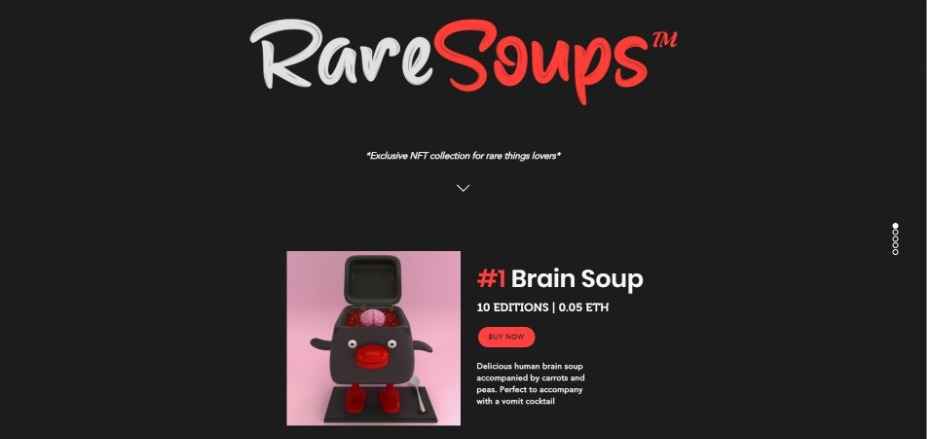 RareSoups™
*Exclusive NFT collection for rare things lovers*
#1 Brain Soup
10 EDITIONS | 0.05 ETH
BUY NOW
Delicious human brain soup
accompanied by carrots and
peas. Perfect to accompany
with a vomit cocktail